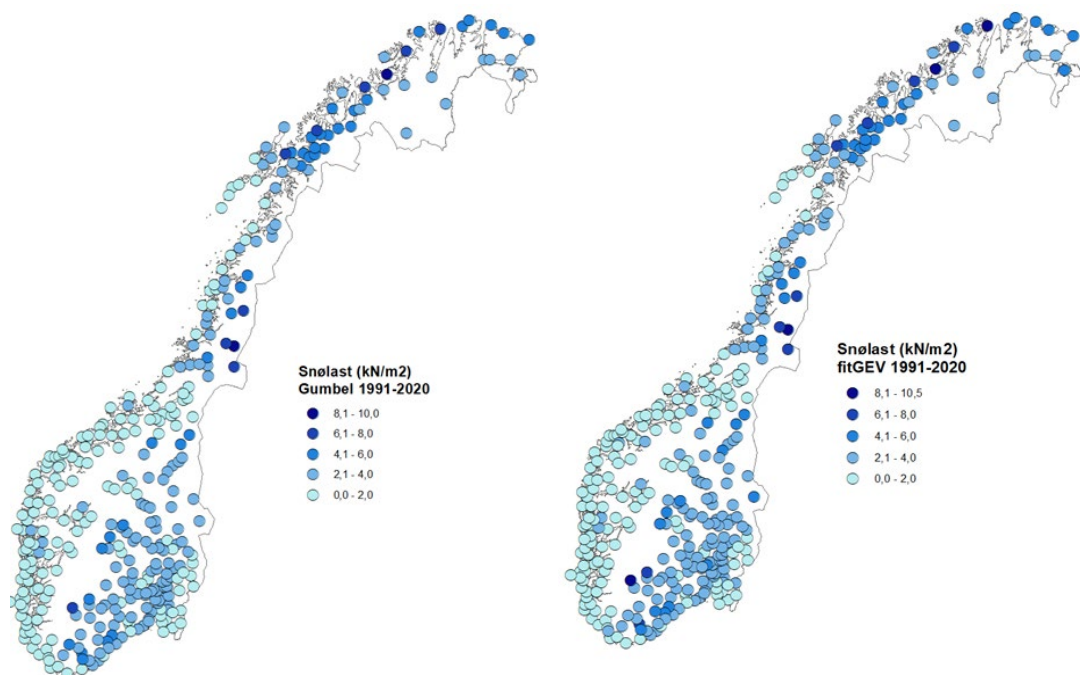 Snølast (kN/m2)
Gumbel 1991-2020
8,1 - 10,0
6,1 - 8,0
4,1 - 6,0
2,1 - 4,0
0,0 - 2,0
Snølast (kN/m2)
fitGEV 1991-2020
8,1 - 10,5
6,1 - 8,0
4,1 - 6,0
2,1 - 4,0
0,0 - 2,0